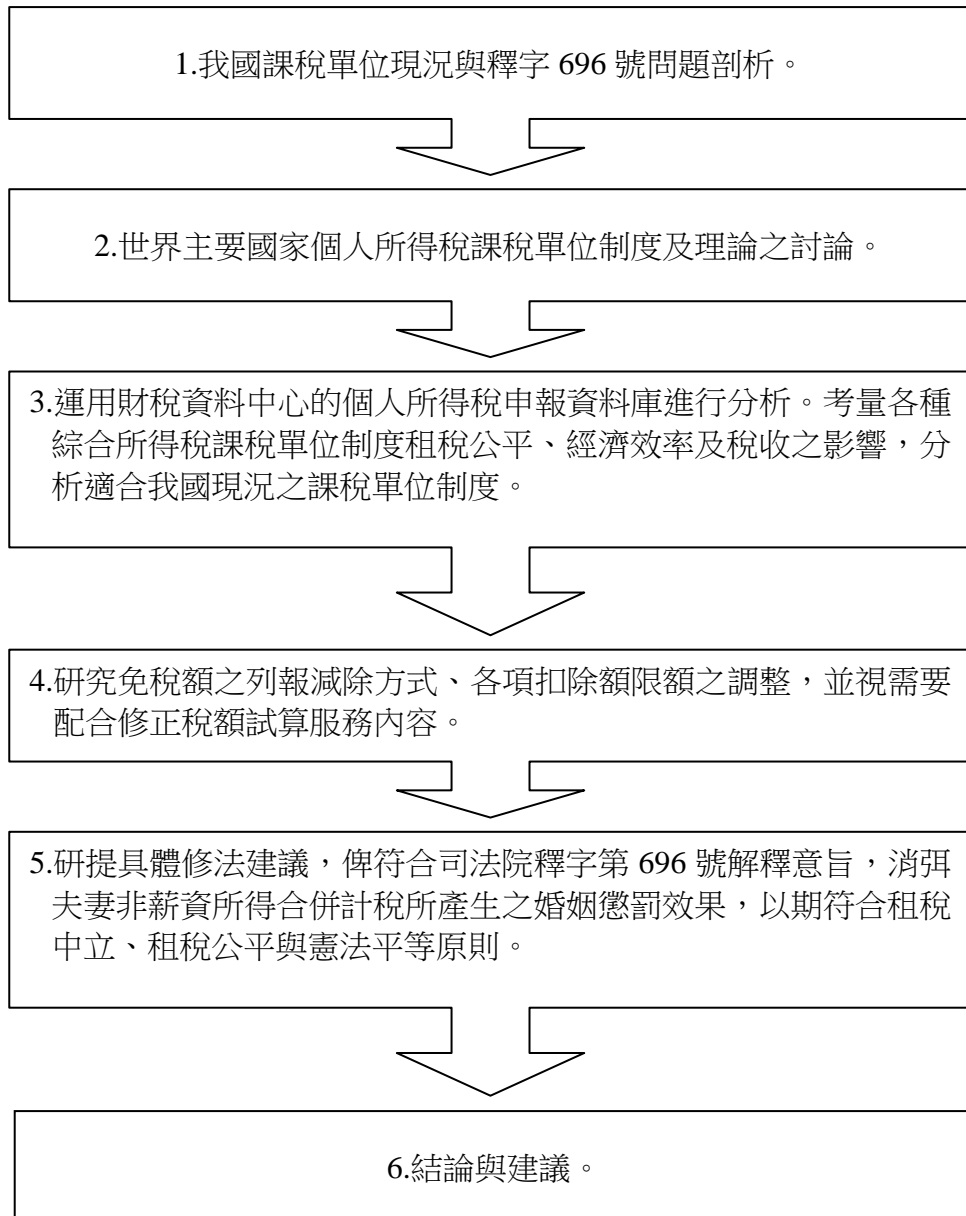 1.我國課稅單位現況與釋字 696 號問題剖析。
2.世界主要國家個人所得稅課稅單位制度及理論之討論。
3.運用財稅資料中心的個人所得稅申報資料庫進行分析。考量各種
綜合所得稅課稅單位制度租稅公平、經濟效率及稅收之影響，分
析適合我國現況之課稅單位制度。
4.研究免稅額之列報減除方式、各項扣除額限額之調整，並視需要
配合修正稅額試算服務內容。
5.研提具體修法建議，俾符合司法院釋字第 696 號解釋意旨，消弭
夫妻非薪資所得合併計稅所產生之婚姻懲罰效果，以期符合租稅
中立、租稅公平與憲法平等原則。
6.結論與建議。